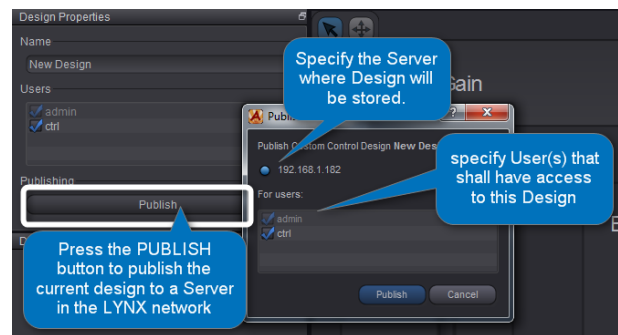 Design Properties
Name
New Design
Users
admin
ctrl
Publishing
Publish
Press the PUBLISH
button to publish the
current design to a Server
in the LYNX network
Specify the Server
where Design will
be stored.
Publish Custom Control Design New
192.168.1.182
For users:
admin
ctrl
Publish
Cancel
specify User(s) that
shall have access
to this Design